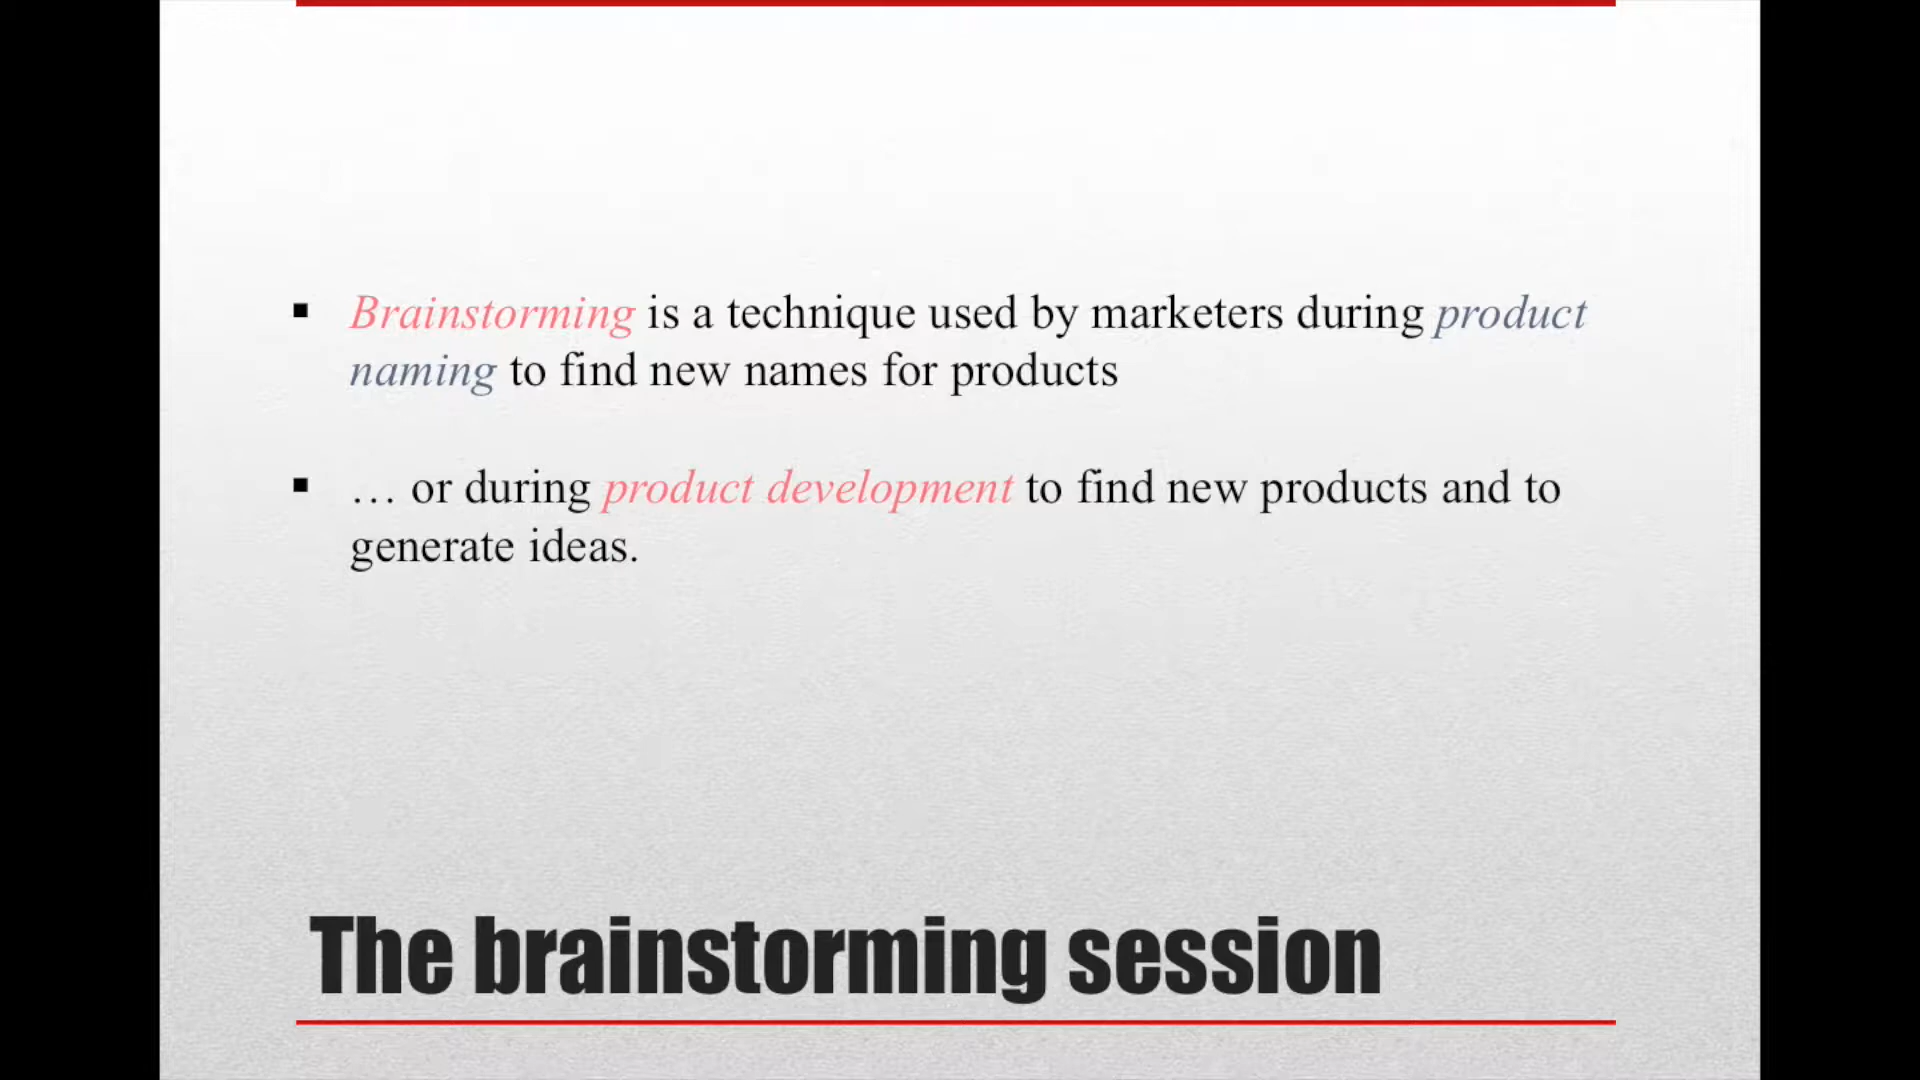 ▪ Brainstorming is a technique used by marketers during product
naming to find new names for products
▪ … or during product development to find new products and to
generate ideas.
The brainstorming session